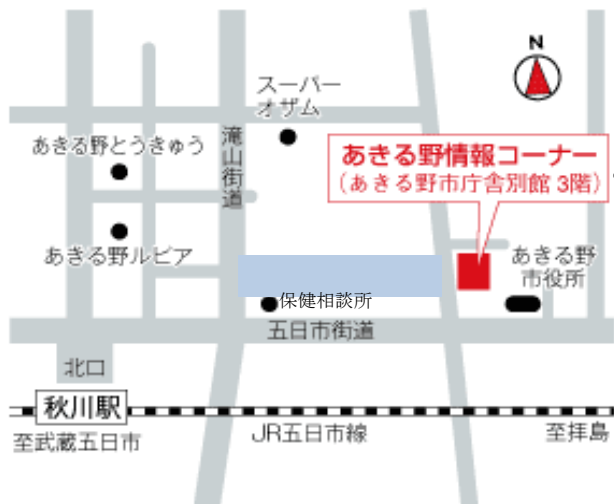 N
スーパー
オザム
あきる野とうきゅう
滝山街道
あきる野情報コーナー
（あきる野市庁舎別館 3階）
あきる野ルピア
あきる野
市役所
保健相談所
五日市街道
北口
秋川駅
至武蔵五日市
JR五日市線
至拝島